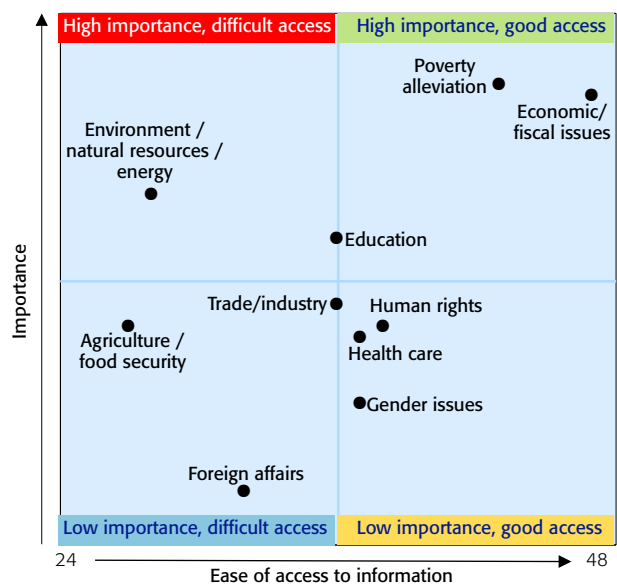 High importance, difficult access
High importance, good access
Poverty
alleviation
Economic/
fiscal issues
Environment /
natural resources /
energy
Education
Trade/industry
Human rights
Agriculture /
food security
Health care
Gender issues
Foreign affairs
Importance
Low importance, difficult access
Low importance, good access
24
48
Ease of access to information